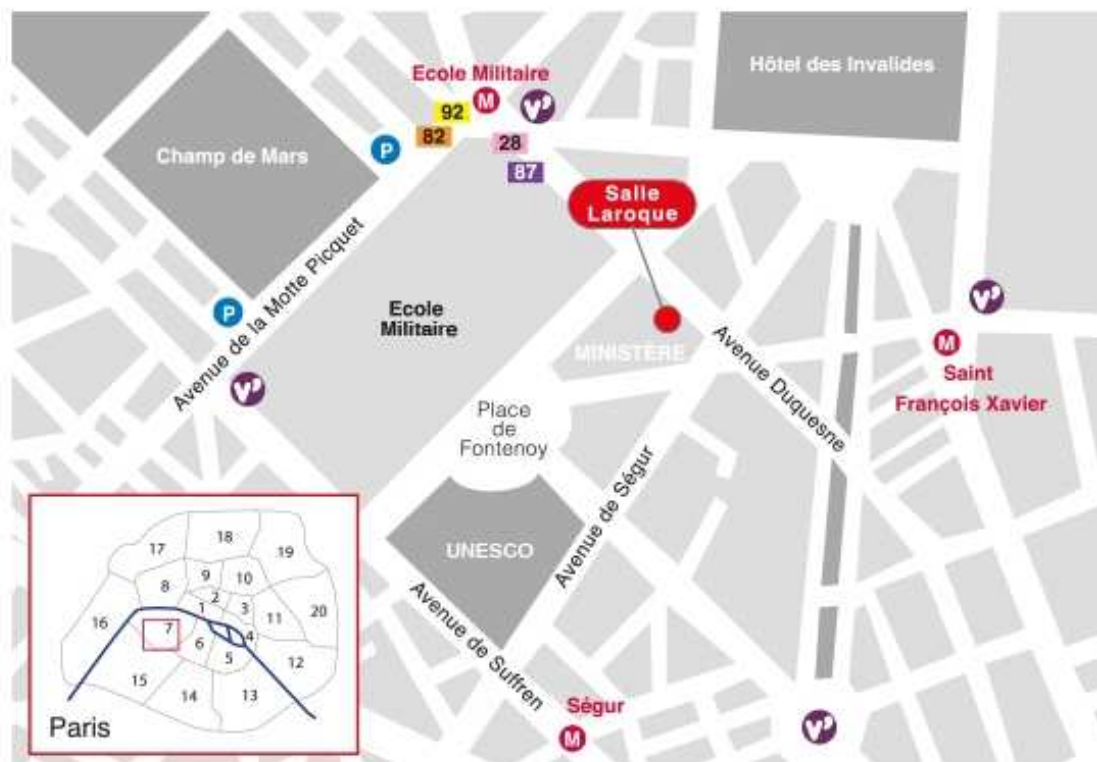 Hôtel des Invalides
Ecole Militaire
M
V'
92
82
28
87
P
Champ de Mars
Salle
Laroque
Avenue de la Motte Picquet
P
Ecole
Militaire
MINISTÈRE
V'
M
Saint
François Xavier
Avenue Duquesne
V'
Place
de
Fontenoy
Avenue de Ségur
UNESCO
Avenue de Suffren
Ségur
M
V'
17
18
19
9
10
8
2
1
3
11
20
16
7
4
6
5
12
15
14
13
Paris